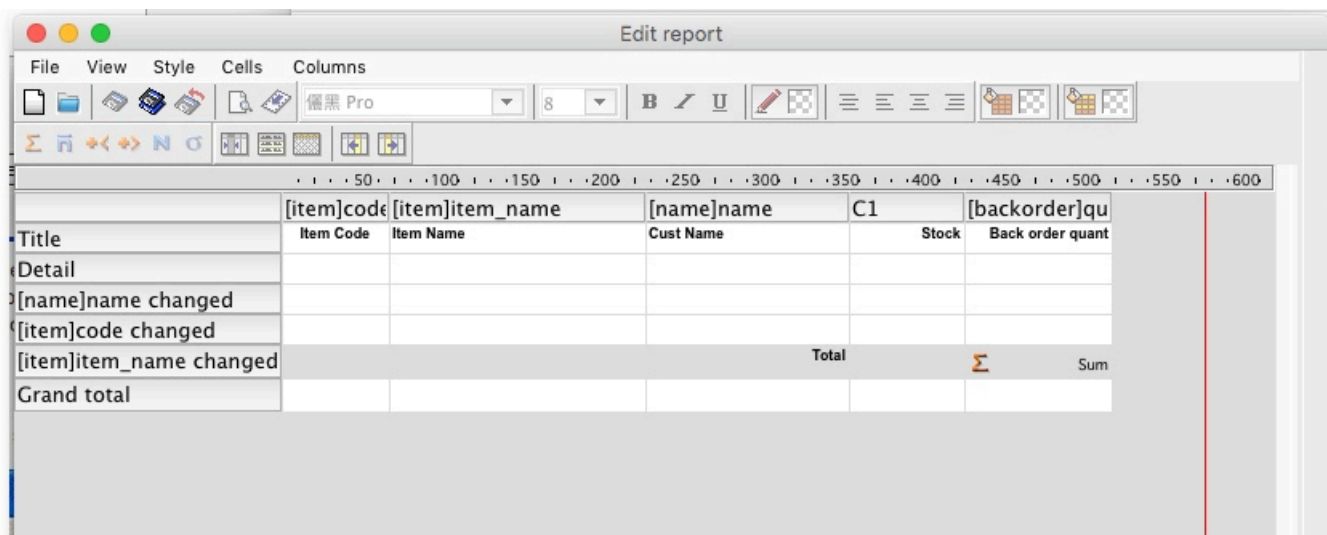 Edit report
File View Style Cells Columns
儷黑 Pro 8 B I U
Σ n N σ
50 100 150 200 250 300 350 400 450 500 550 600
[item]code [item]item_name [name]name C1 [backorder]qu
Title Item Code Item Name Cust Name Stock Back order quant
Detail
[name]name changed
[item]code changed
[item]item_name changed Total Σ Sum
Grand total